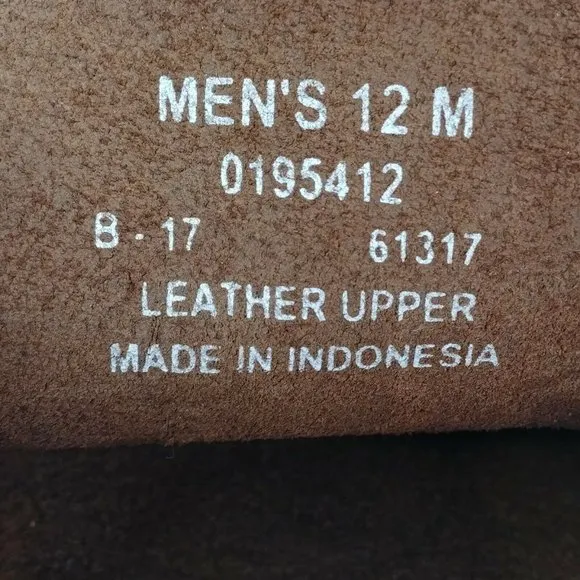 MEN'S 12 M
0195412
B - 17 61317
LEATHER UPPER
MADE IN INDONESIA